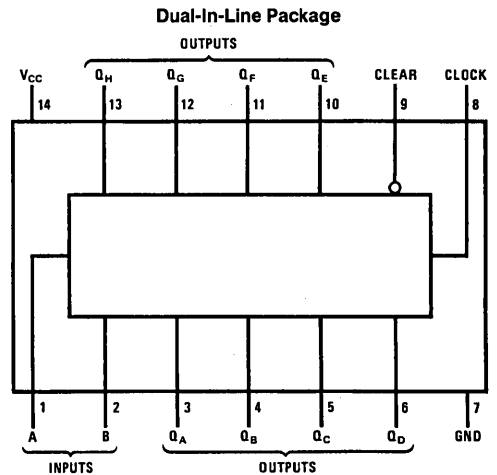 Dual-In-Line Package
OUTPUTS
VCC QH QG QF QE CLEAR CLOCK
14 13 12 11 10 9 8
1 2 3 4 5 6 7
A B QA QB QC QD GND
INPUTS OUTPUTS